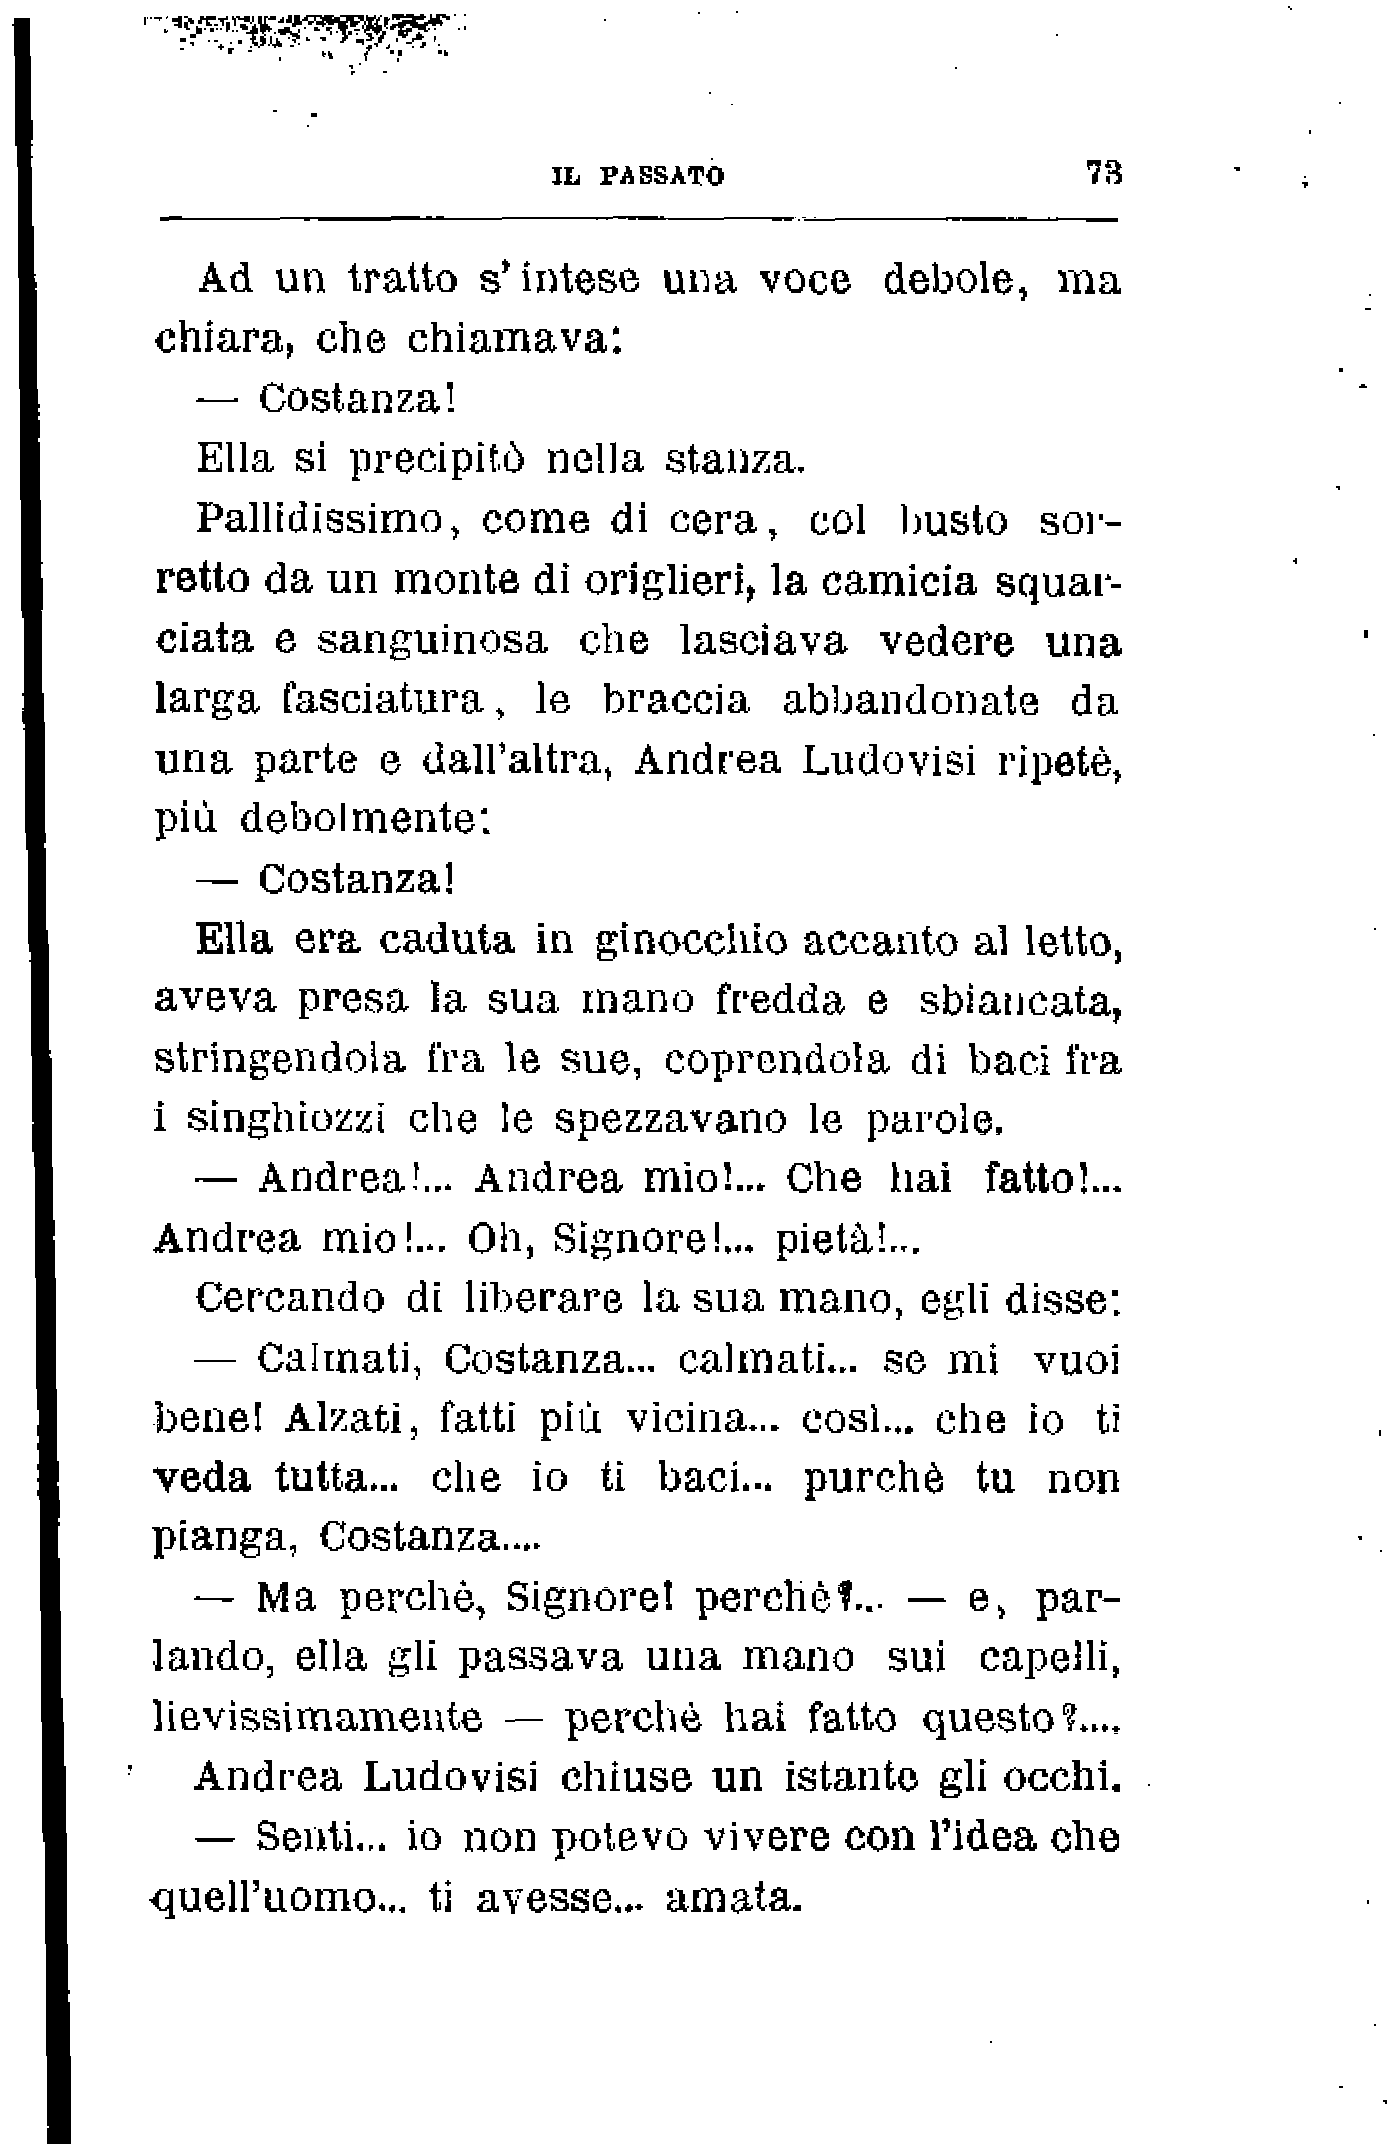 IL PASSATO 73
Ad un tratto s'intese una voce debole, ma
chiara, che chiamava:
— Costanza!
Ella si precipitò nella stanza.
Pallidissimo, come di cera, col busto sor-
retto da un monte di origlieri, la camicia squar-
ciata e sanguinosa che lasciava vedere una
larga fasciatura, le braccia abbandonate da
una parte e dall'altra, Andrea Ludovisi ripetè,
più debolmente:
— Costanza!
Ella era caduta in ginocchio accanto al letto,
aveva presa la sua mano fredda e sbiancata,
stringendola fra le sue, coprendola di baci fra
i singhiozzi che le spezzavano le parole.
— Andrea!... Andrea mio!... Che hai fatto!...
Andrea mio!... Oh, Signore!... pietà!...
Cercando di liberare la sua mano, egli disse:
— Calmati, Costanza... calmati... se mi vuoi
bene! Alzati, fatti più vicina... così... che io ti
veda tutta... che io ti baci... purchè tu non
pianga, Costanza....
— Ma perchè, Signore! perchè?... — e, par-
lando, ella gli passava una mano sui capelli,
lievissimamente — perchè hai fatto questo?....
Andrea Ludovisi chiuse un istante gli occhi.
— Senti... io non potevo vivere con l'idea che
quell'uomo... ti avesse... amata.